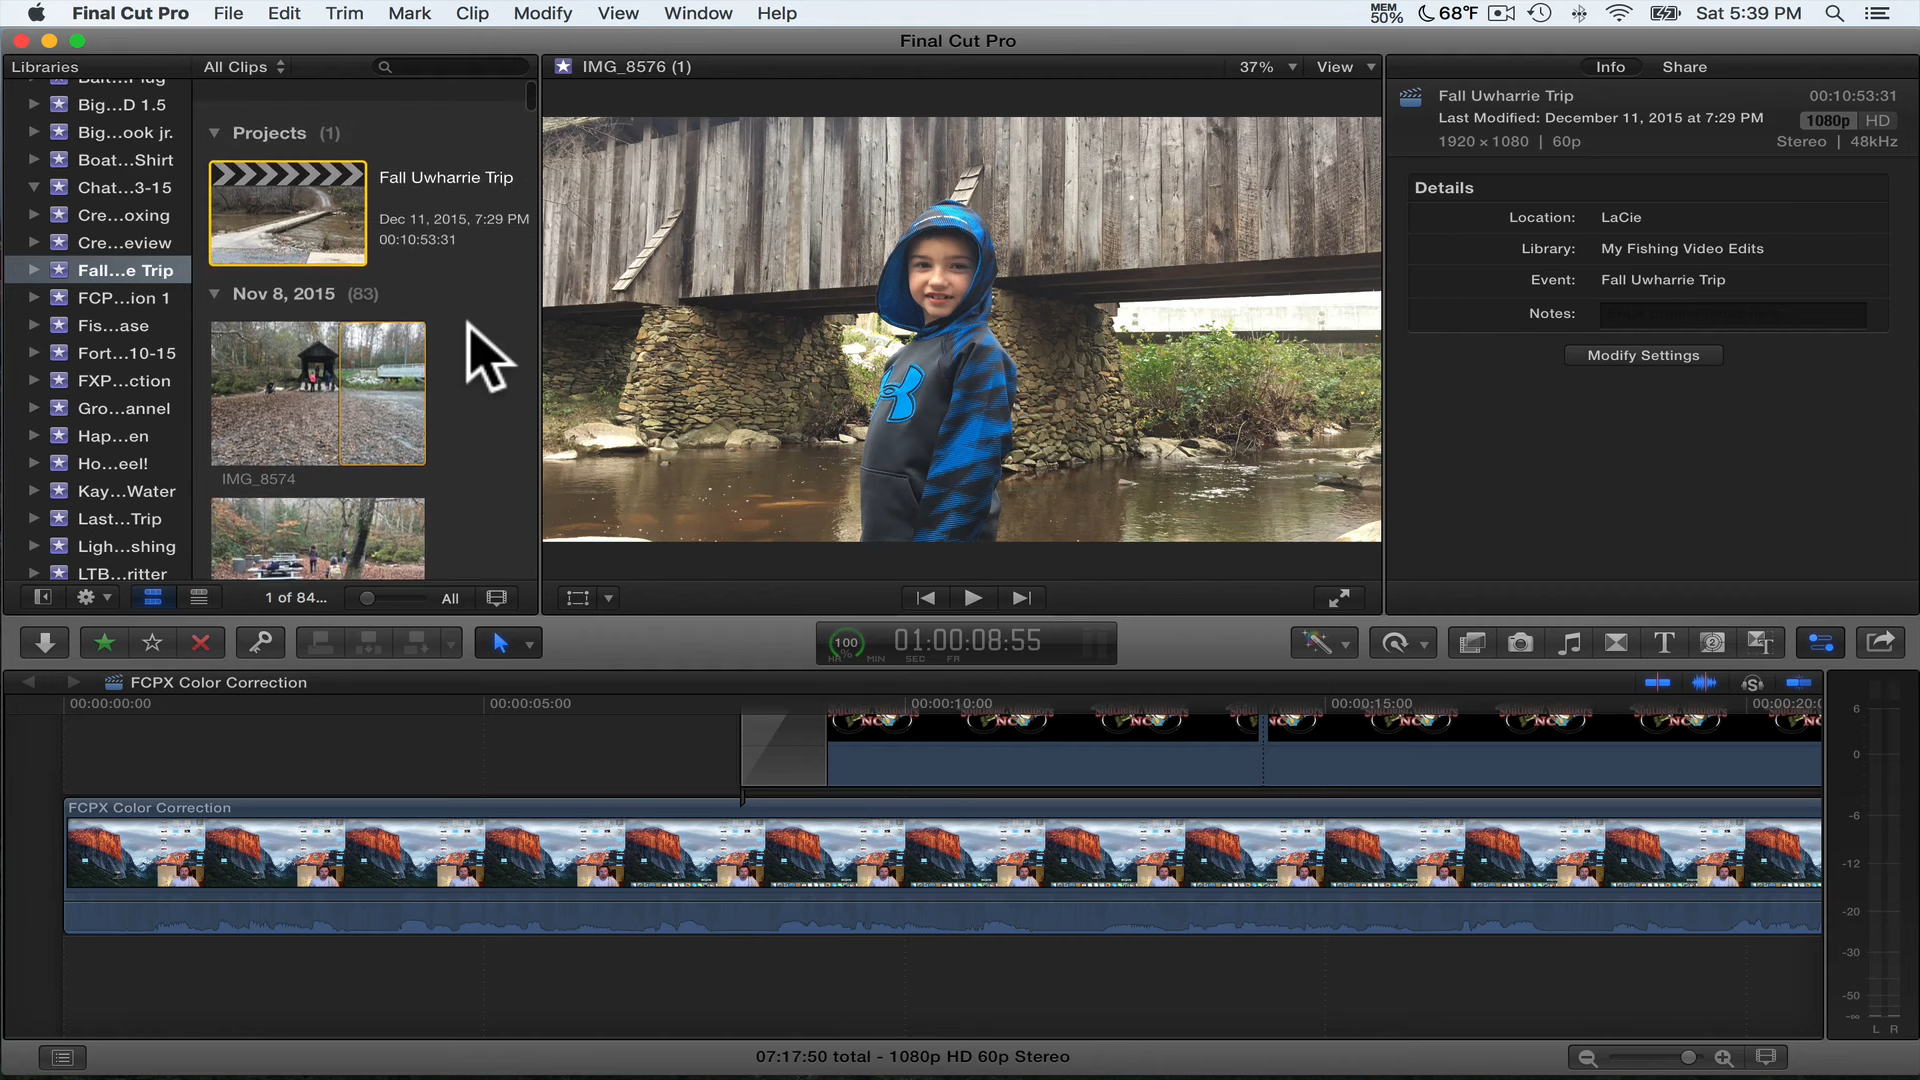 Final Cut Pro File Edit Trim Mark Clip Modify View Window Help MEM 50% 68°F Sat 5:39 PM
Final Cut Pro
Libraries All Clips
IMG_8576 (1) 37% View
Info Share
Big...D 1.5
Big...ook jr.
Boat...Shirt
Chat...3-15
Cre...oxing
Cre...eview
Fall...e Trip
FCP...ion 1
Fis...ase
Fort...10-15
FXP...ction
Gro...annel
Hap...en
Ho...eel!
Kay...Water
Last...Trip
Ligh...shing
LTB...ritter
Projects (1)
Fall Uwharrie Trip
Dec 11, 2015, 7:29 PM
00:10:53:31
Nov 8, 2015 (83)
IMG_8574
1 of 84... All
Fall Uwharrie Trip 00:10:53:31
Last Modified: December 11, 2015 at 7:29 PM 1080p HD
1920 × 1080 | 60p Stereo | 48kHz
Details
Location: LaCie
Library: My Fishing Video Edits
Event: Fall Uwharrie Trip
Notes:
Modify Settings
100 % 01:00:08:55
HR MIN SEC FR
FCPX Color Correction
00:00:00:00 00:00:05:00 00:00:10:00 00:00:15:00 00:00:20:0
FCPX Color Correction
6
0
-6
-12
-20
-30
-50
-∞
L R
07:17:50 total - 1080p HD 60p Stereo